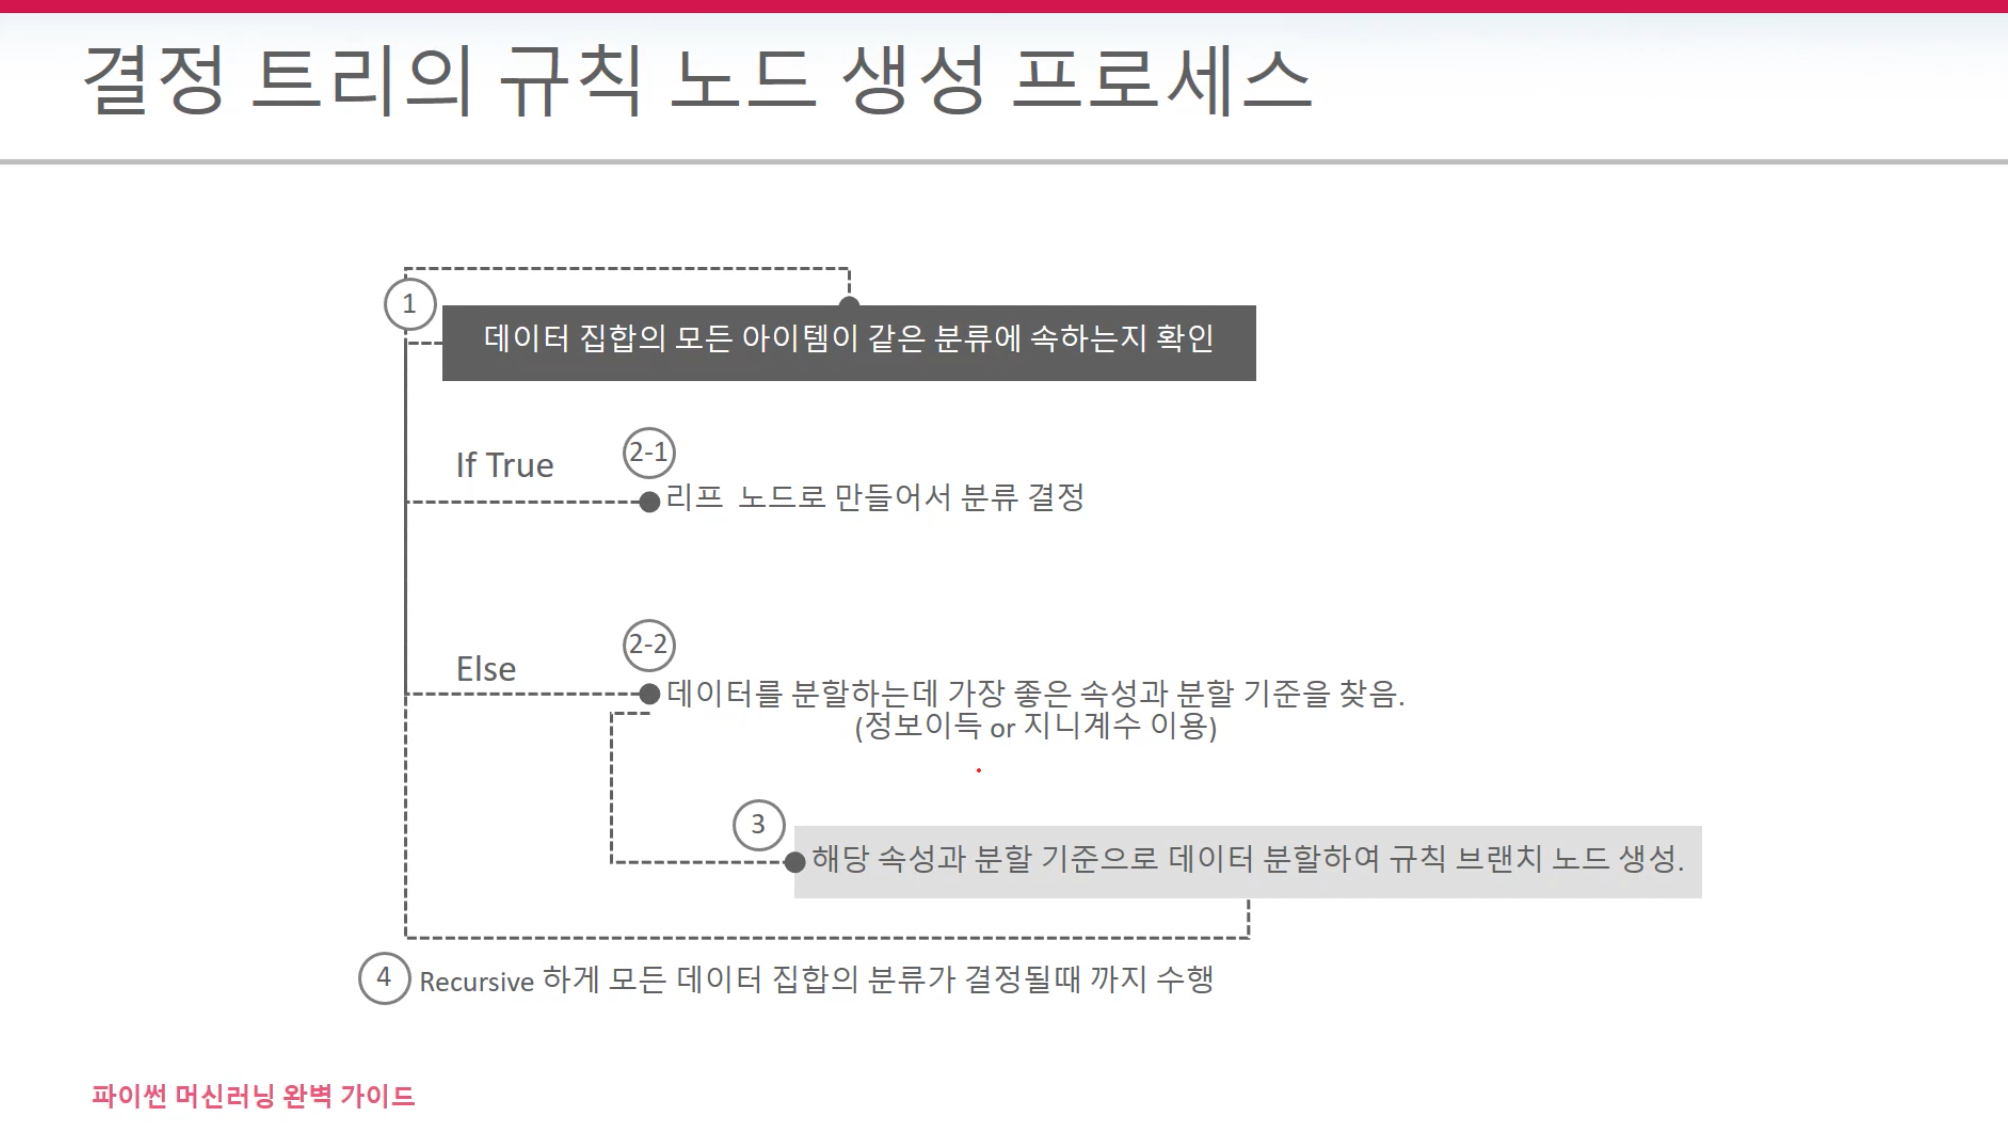 결정 트리의 규칙 노드 생성 프로세스
1
데이터 집합의 모든 아이템이 같은 분류에 속하는지 확인
If True
2-1
리프 노드로 만들어서 분류 결정
Else
2-2
데이터를 분할하는데 가장 좋은 속성과 분할 기준을 찾음.
(정보이득 or 지니계수 이용)
3
해당 속성과 분할 기준으로 데이터 분할하여 규칙 브랜치 노드 생성.
4
Recursive 하게 모든 데이터 집합의 분류가 결정될때 까지 수행
파이썬 머신러닝 완벽 가이드